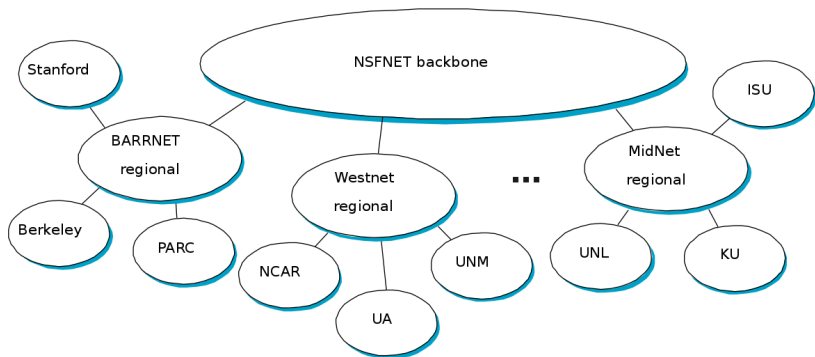 NSFNET backbone
Stanford
ISU
BARRNET
regional
MidNet
regional
Westnet
regional
...
Berkeley
PARC
NCAR
UNM
UNL
KU
UA